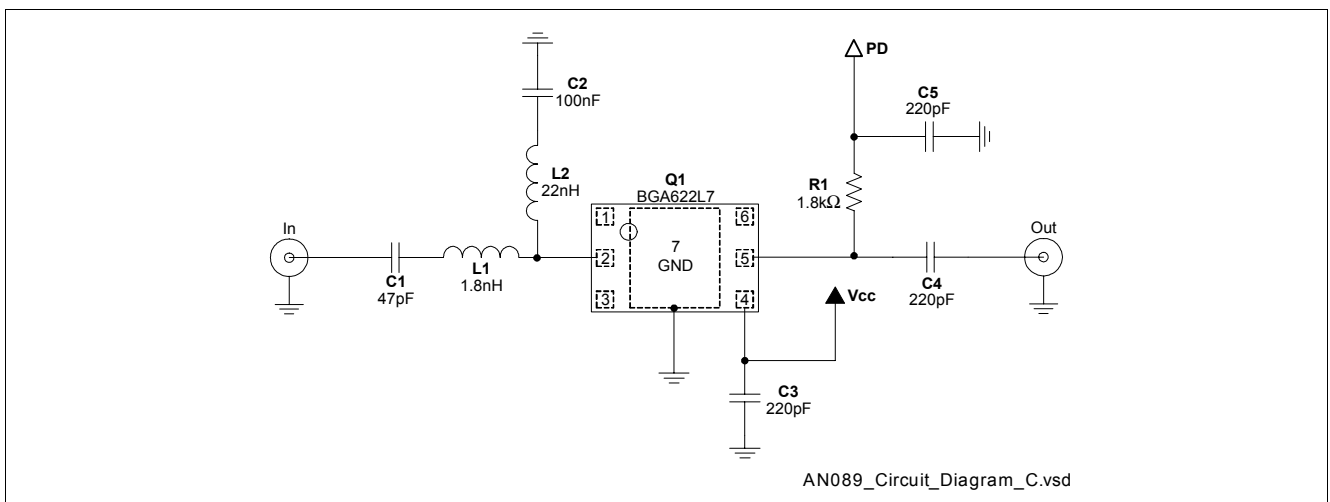 PD
C2
100nF
C5
220pF
L2
22nH
Q1
BGA622L7
R1
1.8kΩ
1
6
In
7
GND
Out
2
5
C1
47pF
L1
1.8nH
C4
220pF
3
4
Vcc
C3
220pF
AN089_Circuit_Diagram_C.vsd